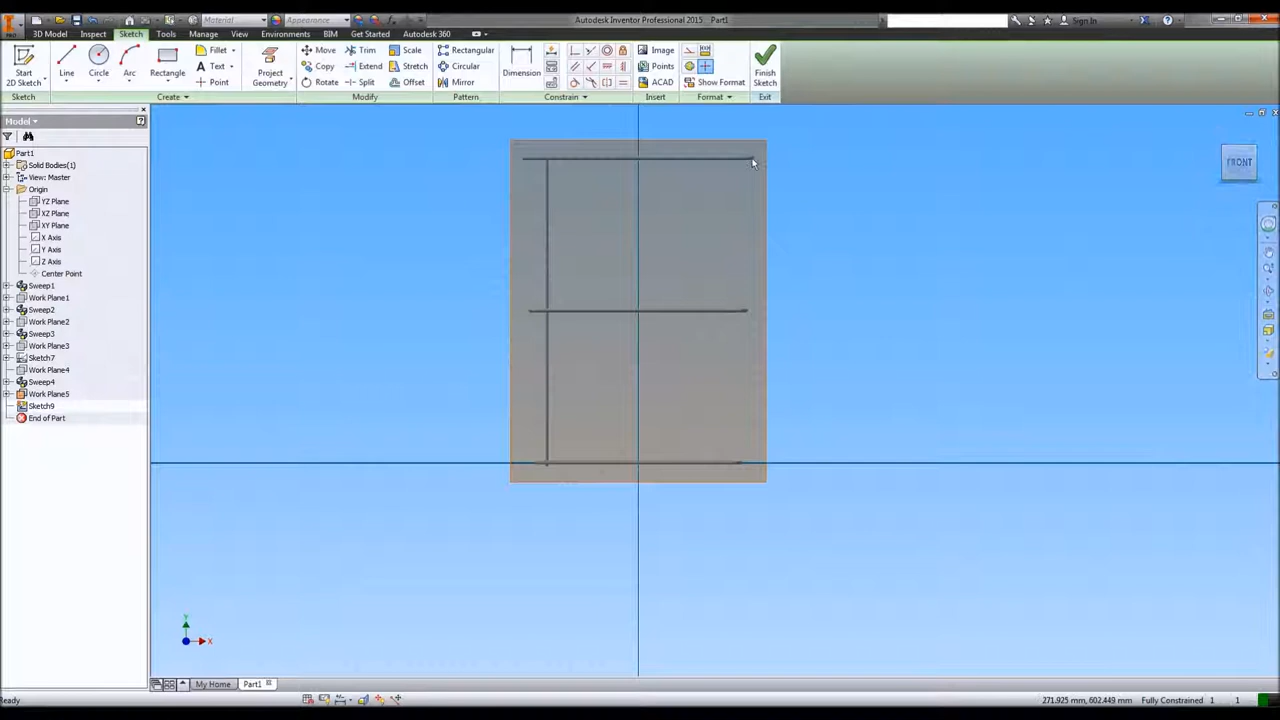 Material
Appearance
Autodesk Inventor Professional 2015   Part1
Sign In
PRO
3D Model
Inspect
Sketch
Tools
Manage
View
Environments
BIM
Get Started
Autodesk 360
Start
2D Sketch
Line
Circle
Arc
Rectangle
Fillet
Text
Point
Project
Geometry
Move
Copy
Rotate
Trim
Extend
Split
Scale
Stretch
Offset
Rectangular
Circular
Mirror
Dimension
Image
Points
ACAD
Show Format
Finish
Sketch
Sketch
Create
Modify
Pattern
Constrain
Insert
Format
Exit
Model
Part1
Solid Bodies(1)
View: Master
Origin
YZ Plane
XZ Plane
XY Plane
X Axis
Y Axis
Z Axis
Center Point
Sweep1
Work Plane1
Sweep2
Work Plane2
Sweep3
Work Plane3
Sketch7
Work Plane4
Sweep4
Work Plane5
Sketch9
End of Part
FRONT
Y
X
My Home
Part1
Ready
271.925 mm, 602.449 mm
Fully Constrained
1
1